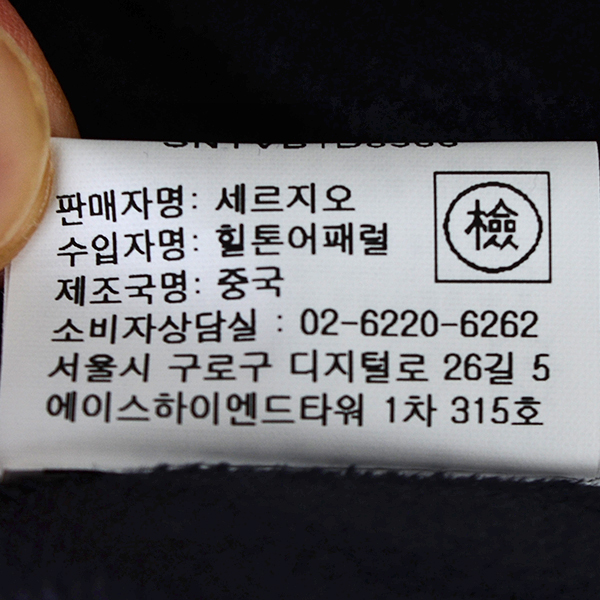 판매자명: 세르지오
수입자명: 힐튼어패럴
檢
제조국명: 중국
소비자상담실 : 02-6220-6262
서울시 구로구 디지털로 26길 5
에이스하이엔드타워 1차 315호